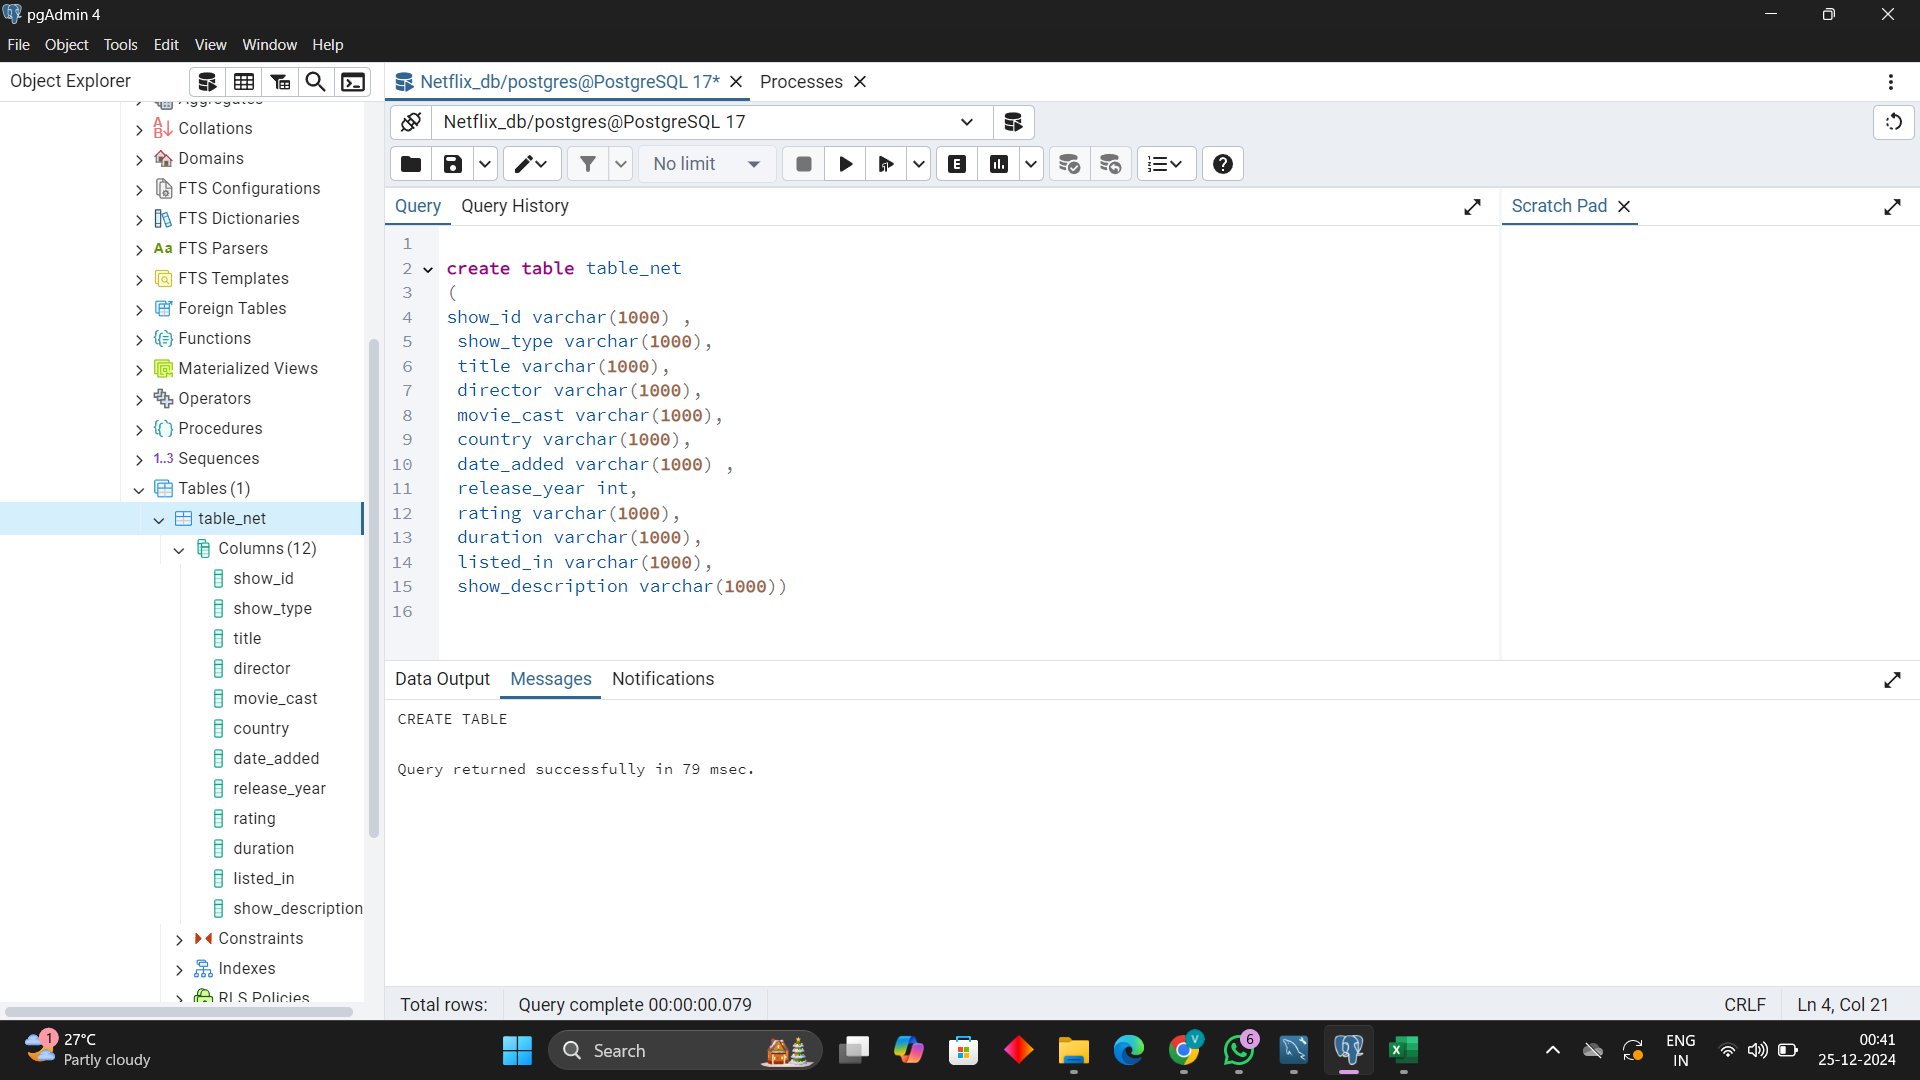 pgAdmin 4
File Object Tools Edit View Window Help
Object Explorer
Netflix_db/postgres@PostgreSQL 17*
Processes
Netflix_db/postgres@PostgreSQL 17
No limit
E
Query
Query History
Scratch Pad
Aggregates
Collations
Domains
FTS Configurations
FTS Dictionaries
Aa FTS Parsers
FTS Templates
Foreign Tables
Functions
Materialized Views
Operators
Procedures
1..3 Sequences
Tables (1)
table_net
Columns (12)
show_id
show_type
title
director
movie_cast
country
date_added
release_year
rating
duration
listed_in
show_description
Constraints
Indexes
RLS Policies
1
2 create table table_net
3 (
4 show_id varchar(1000) ,
5 show_type varchar(1000),
6 title varchar(1000),
7 director varchar(1000),
8 movie_cast varchar(1000),
9 country varchar(1000),
10 date_added varchar(1000) ,
11 release_year int,
12 rating varchar(1000),
13 duration varchar(1000),
14 listed_in varchar(1000),
15 show_description varchar(1000))
16
Data Output
Messages
Notifications
CREATE TABLE
Query returned successfully in 79 msec.
Total rows:
Query complete 00:00:00.079
CRLF
Ln 4, Col 21
1
27°C
Partly cloudy
Search
V
6
ENG
IN
00:41
25-12-2024